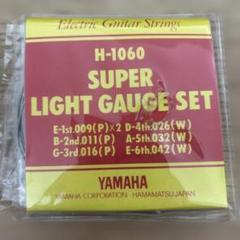 Electric Guitar Strings
H-1060
SUPER
LIGHT GAUGE SET
E-1st.009(P)×2 D-4th.026(W)
B-2nd.011(P) A-5th.032(W)
G-3rd.016(P) E-6th.042(W)
YAMAHA
YAMAHA CORPORATION HAMAMATSU JAPAN